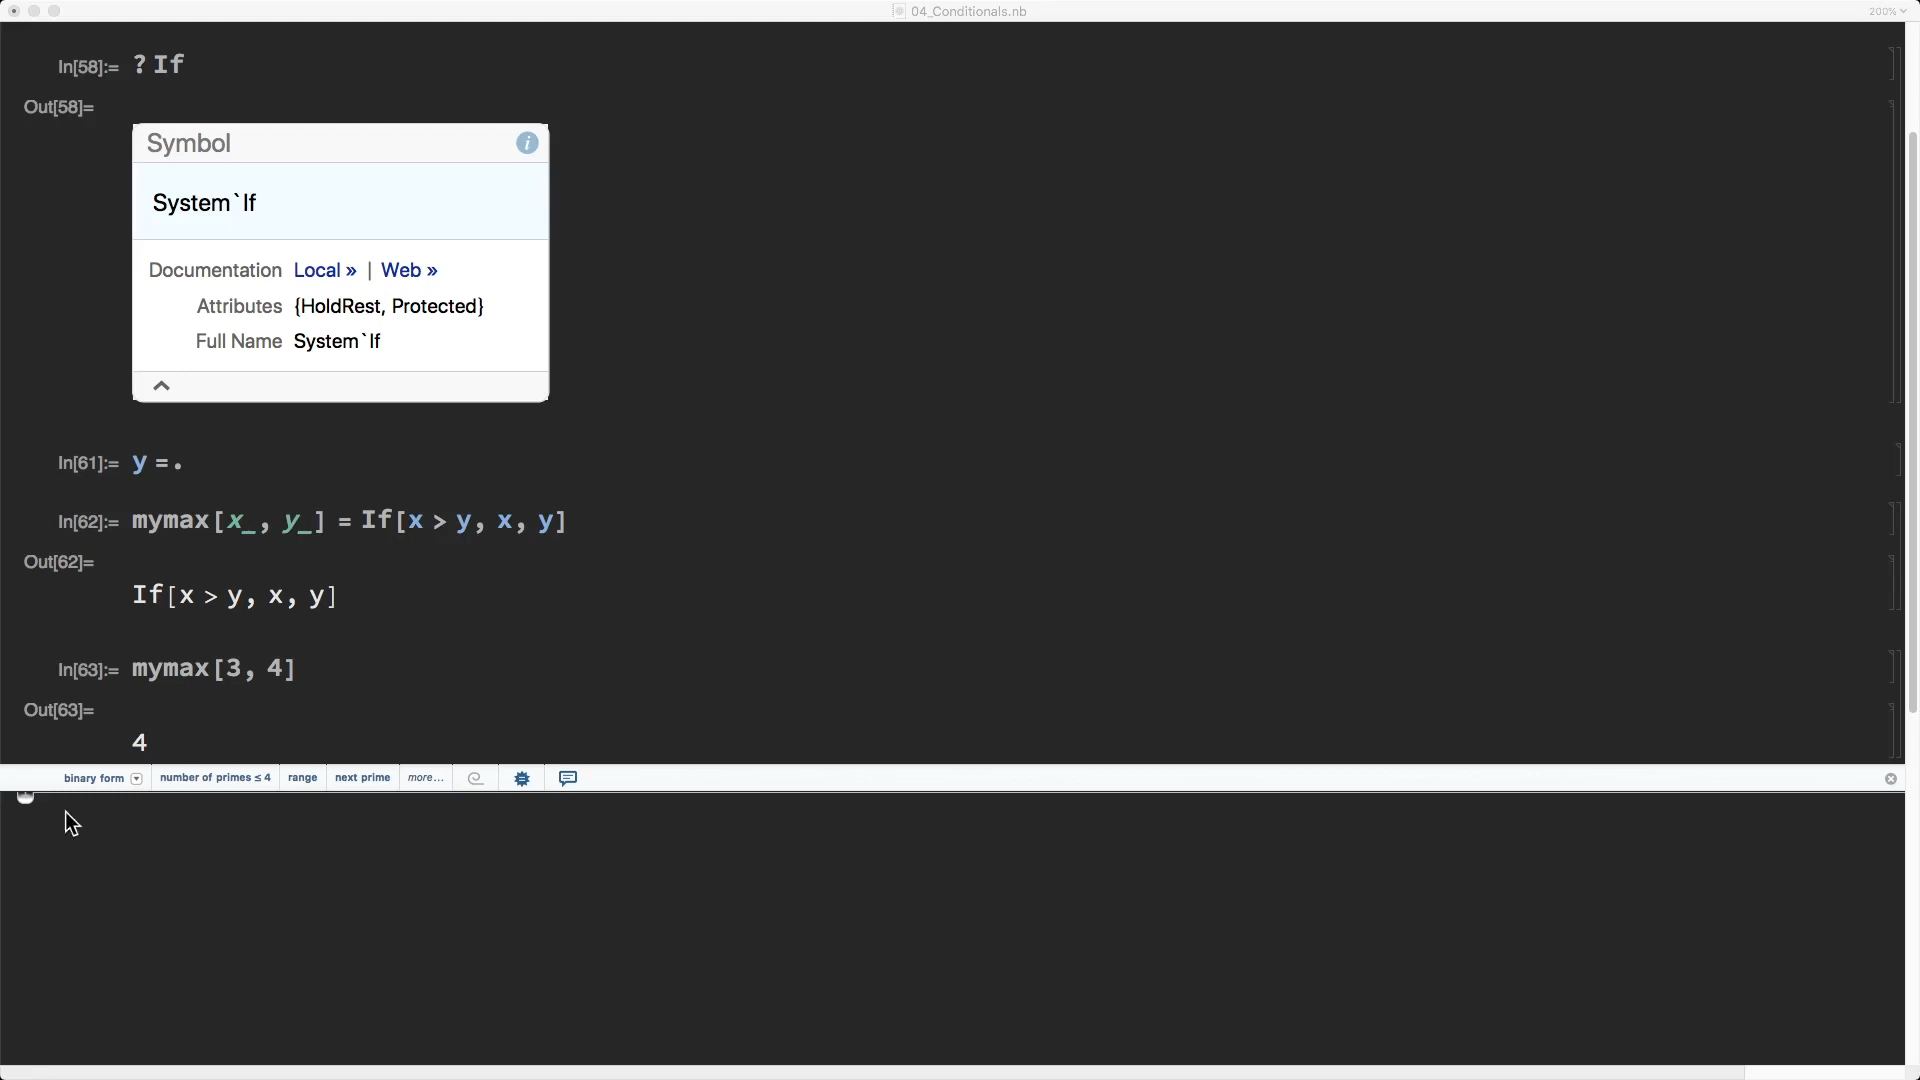 04_Conditionals.nb
200%
In[58]:= ? If
Out[58]=
Symbol
System`If
Documentation Local » | Web »
Attributes {HoldRest, Protected}
Full Name System`If
In[61]:= y =.
In[62]:= mymax[x_, y_] = If[x > y, x, y]
Out[62]=
If[x > y, x, y]
In[63]:= mymax[3, 4]
Out[63]=
4
binary form number of primes ≤ 4 range next prime more...